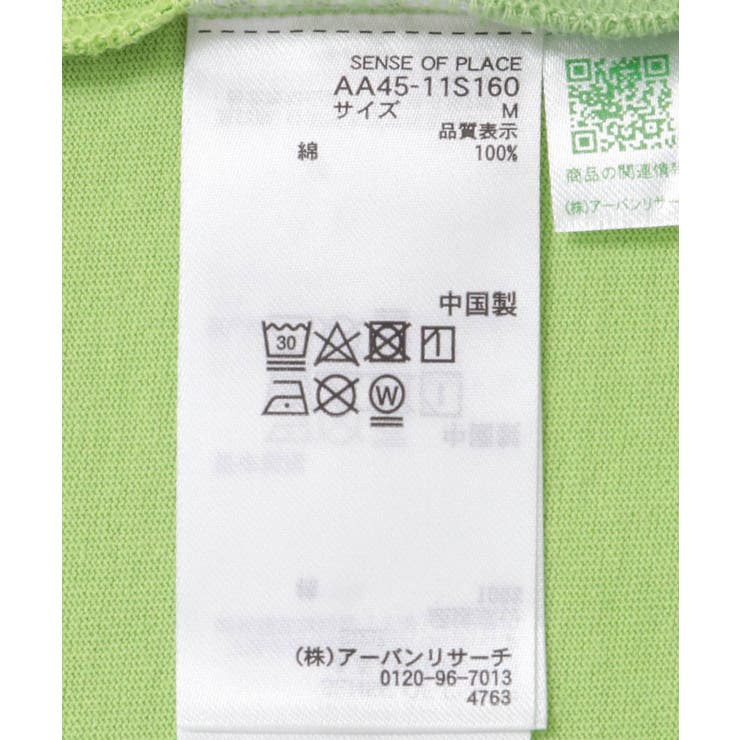 SENSE OF PLACE
AA45-11S160
サイズ M
品質表示
綿 100%
中国製
30
W
(株)アーバンリサーチ
0120-96-7013
4763
商品の関連情
(株)アーバンリサー